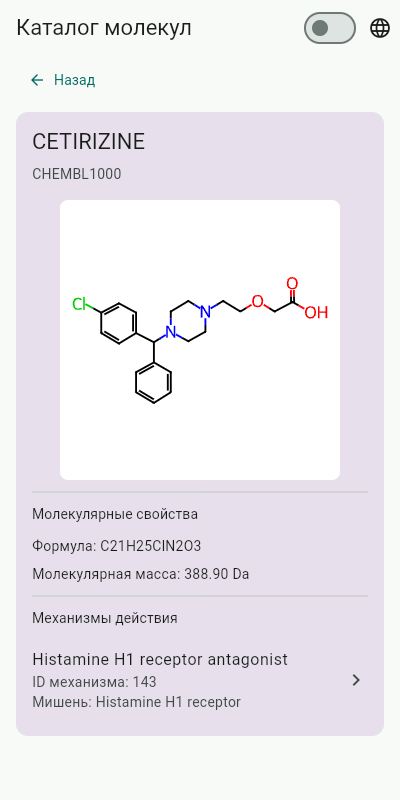 Каталог молекул
Назад
CETIRIZINE
CHEMBL1000
O
Cl
N
O
OH
N
Молекулярные свойства
Формула: C21H25ClN2O3
Молекулярная масса: 388.90 Da
Механизмы действия
Histamine H1 receptor antagonist
ID механизма: 143
Мишень: Histamine H1 receptor